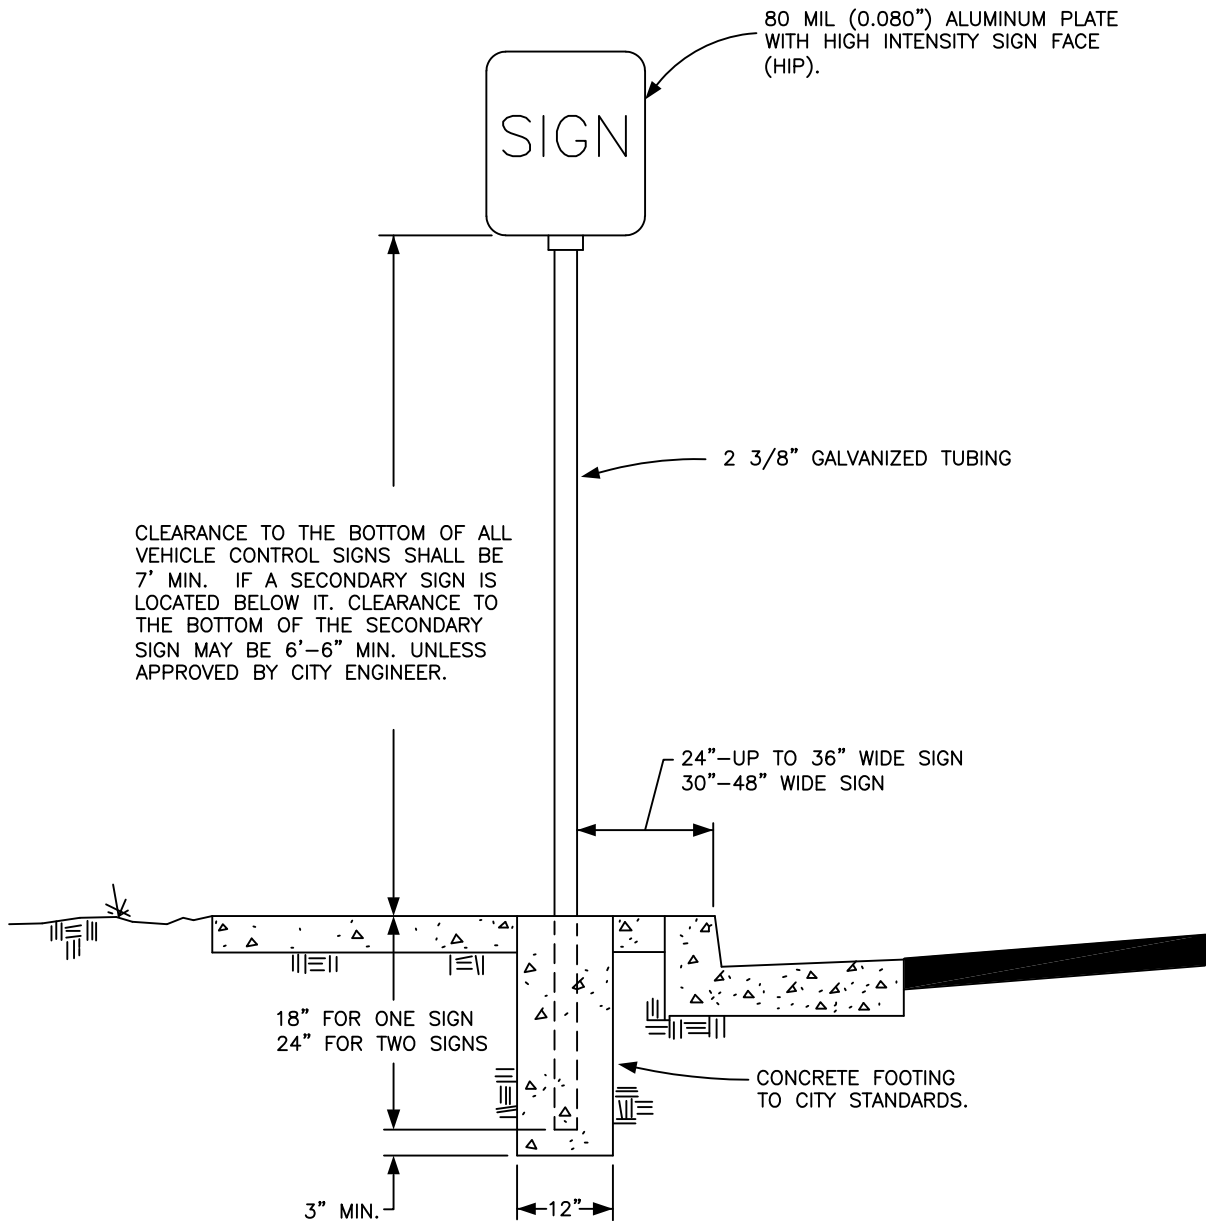 80 MIL (0.080") ALUMINUM PLATE
WITH HIGH INTENSITY SIGN FACE
(HIP).
SIGN
2 3/8" GALVANIZED TUBING
CLEARANCE TO THE BOTTOM OF ALL
VEHICLE CONTROL SIGNS SHALL BE
7' MIN. IF A SECONDARY SIGN IS
LOCATED BELOW IT. CLEARANCE TO
THE BOTTOM OF THE SECONDARY
SIGN MAY BE 6'-6" MIN. UNLESS
APPROVED BY CITY ENGINEER.
24"-UP TO 36" WIDE SIGN
30"-48" WIDE SIGN
18" FOR ONE SIGN
24" FOR TWO SIGNS
CONCRETE FOOTING
TO CITY STANDARDS.
3" MIN.
12"